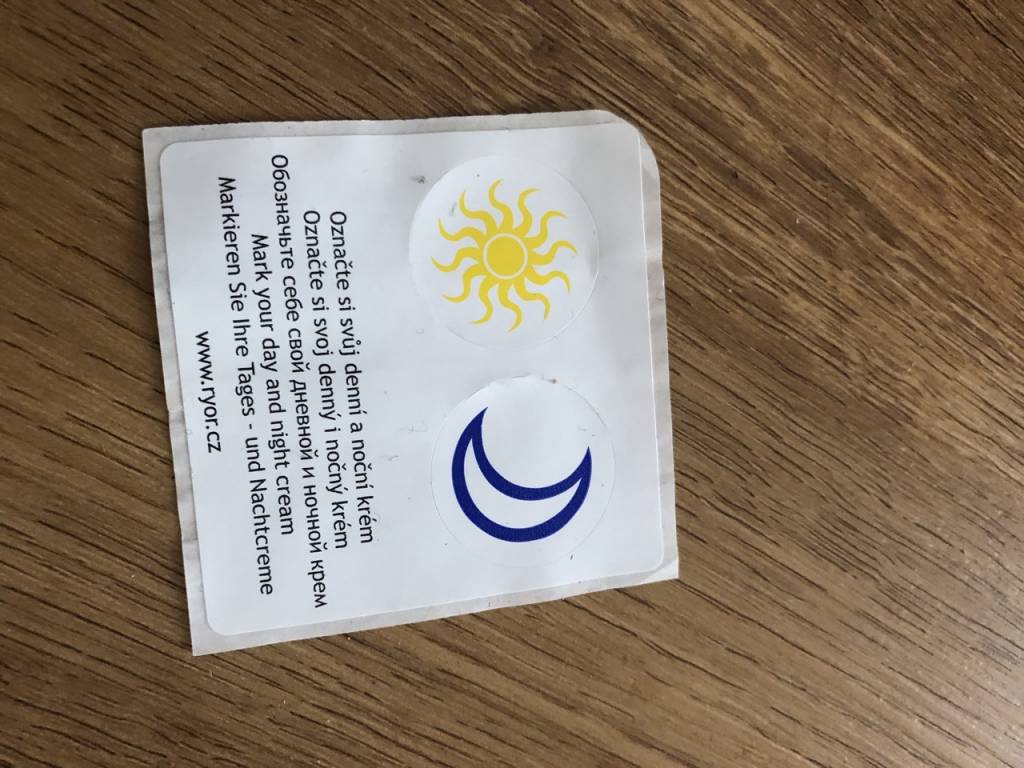 Označte si svůj denní a noční krém
Označte si svoj denný i nočný krém
Обозначьте себе свой дневной и ночной крем
Mark your day and night cream
Markieren Sie Ihre Tages - und Nachtcreme
www.ryor.cz